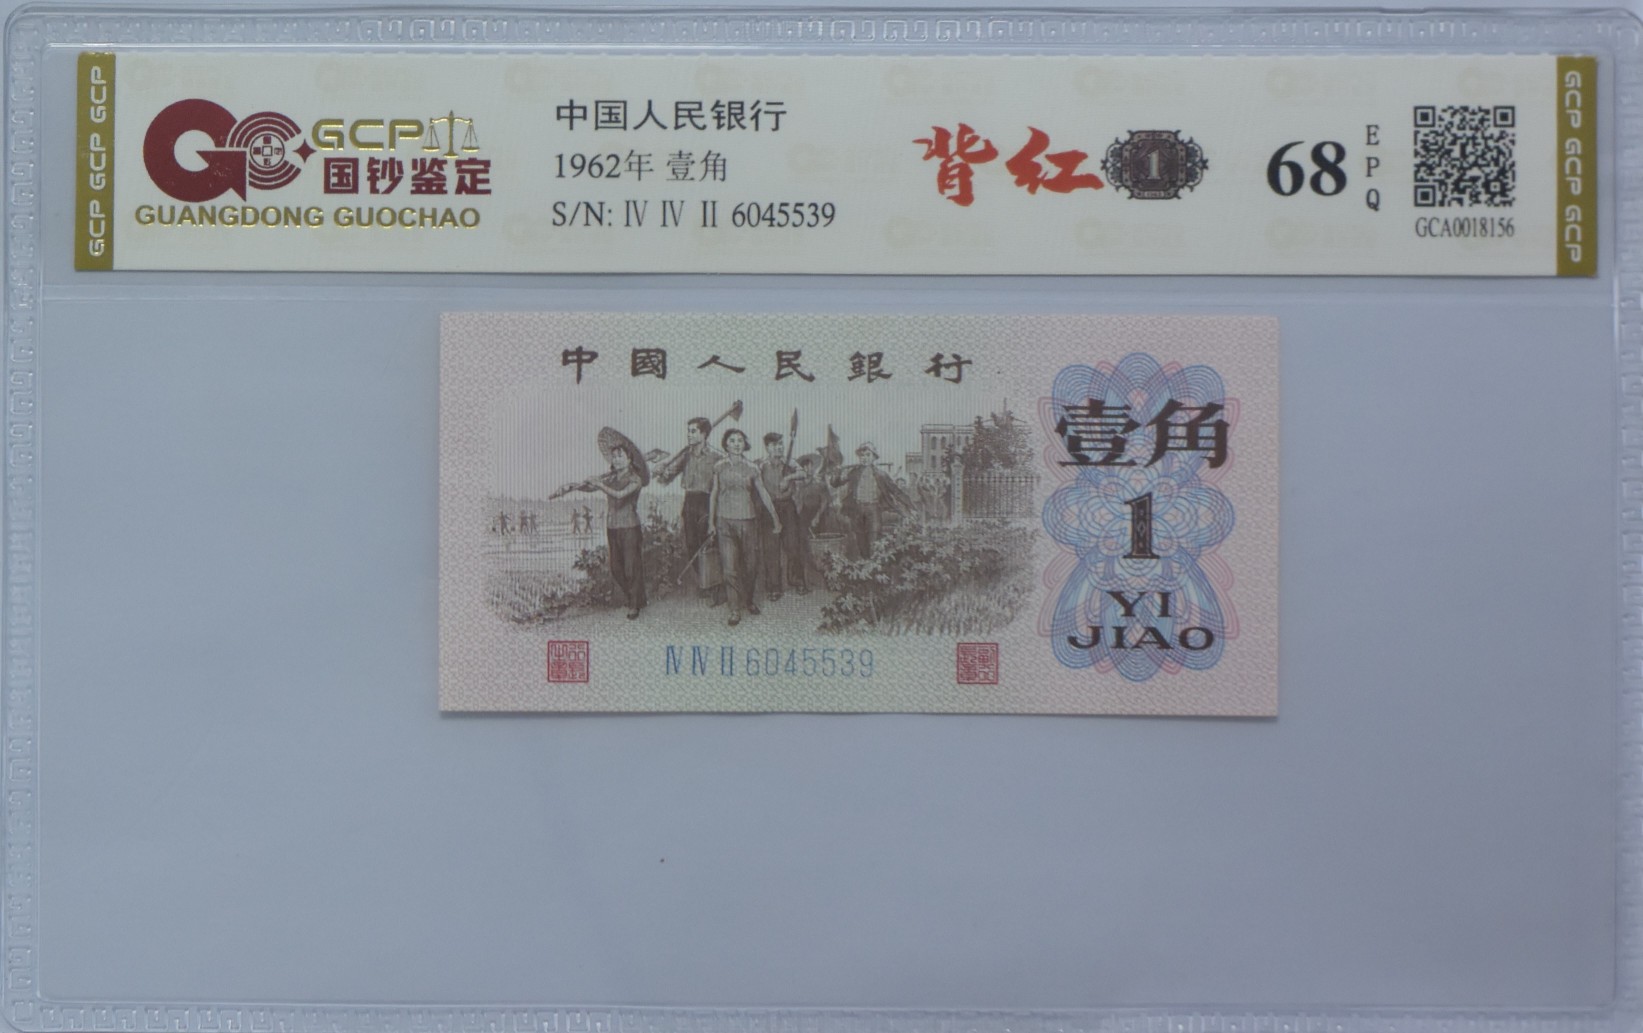 GCP GCP GCP
GCP
国钞鉴定
GUANGDONG GUOCHAO
中国人民银行
1962年 壹角
S/N: Ⅳ Ⅳ Ⅱ 6045539
背红
1
68
EPQ
GCA0018156
GCP GCP GCP
中國人民銀行
壹角
1
YI
JIAO
Ⅳ Ⅳ Ⅱ 6045539